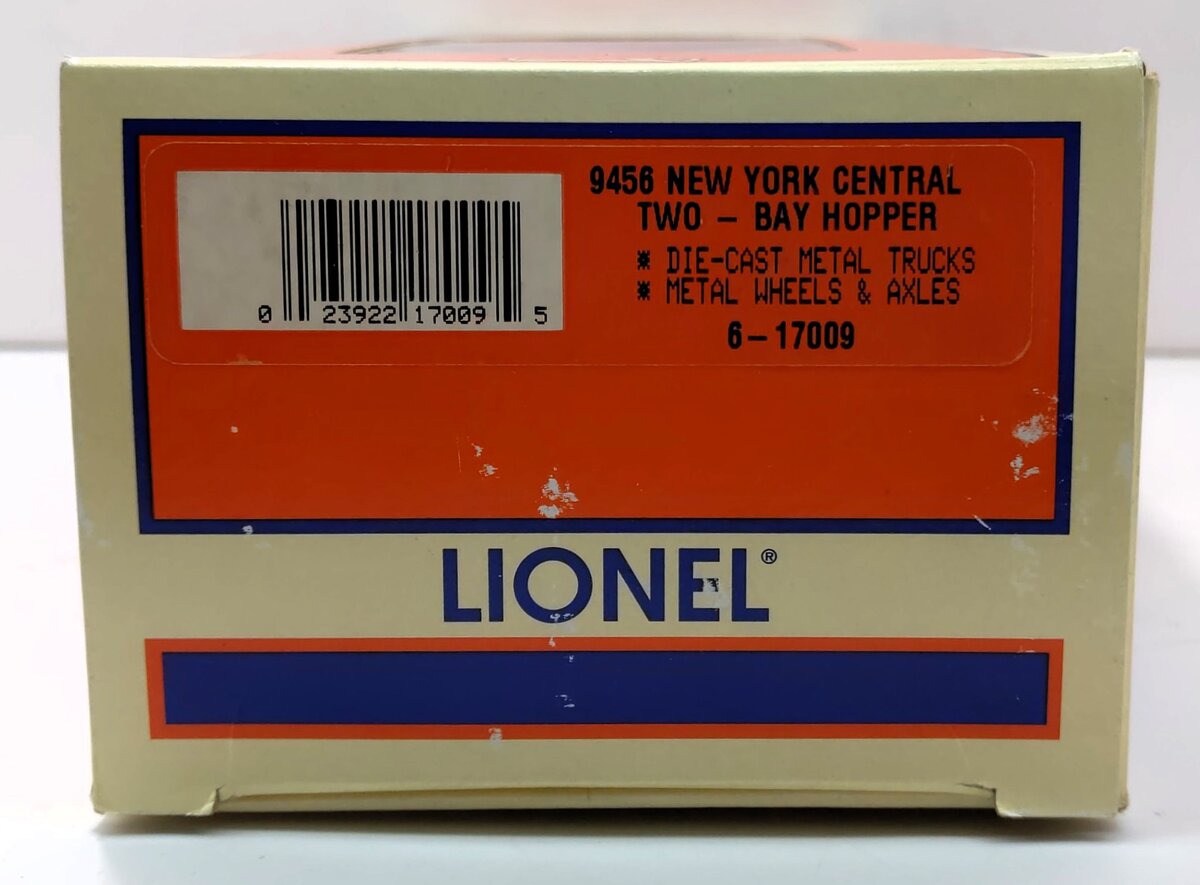 9456 NEW YORK CENTRAL
TWO – BAY HOPPER
* DIE-CAST METAL TRUCKS
* METAL WHEELS & AXLES
6–17009
0 23922 17009 5
LIONEL®